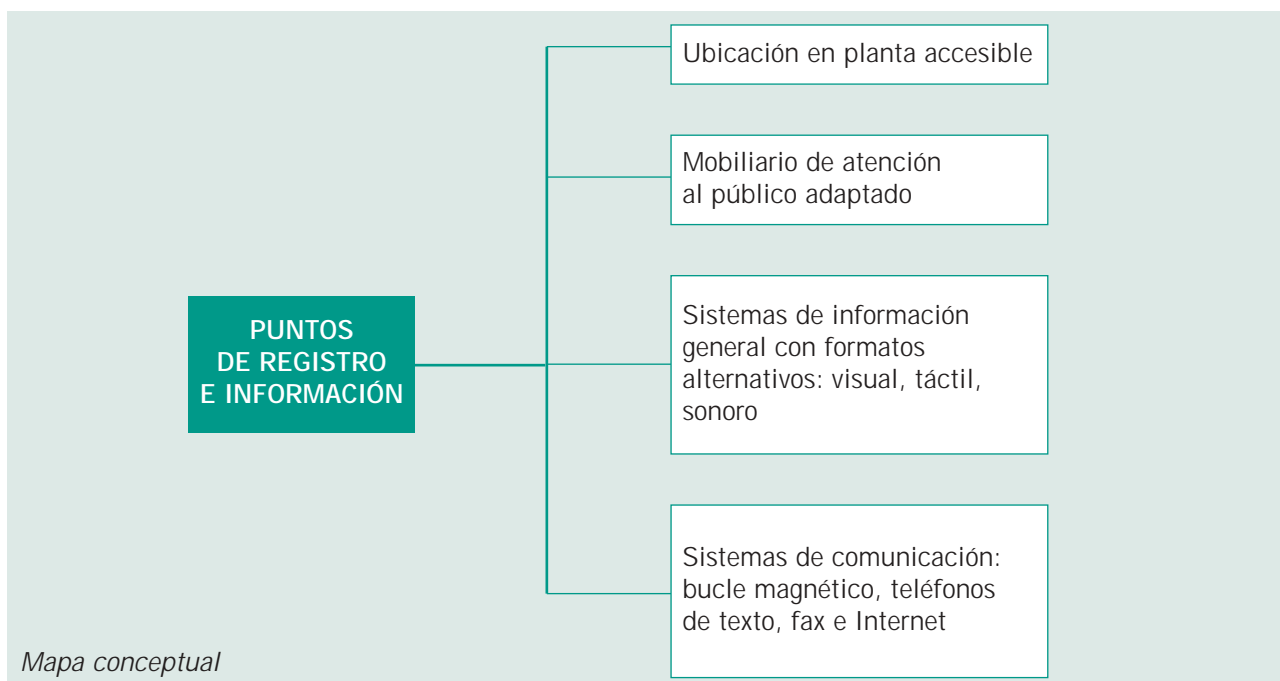 Ubicación en planta accesible
Mobiliario de atención
al público adaptado
PUNTOS
DE REGISTRO
E INFORMACIÓN
Sistemas de información
general con formatos
alternativos: visual, táctil,
sonoro
Sistemas de comunicación:
bucle magnético, teléfonos
de texto, fax e Internet
Mapa conceptual